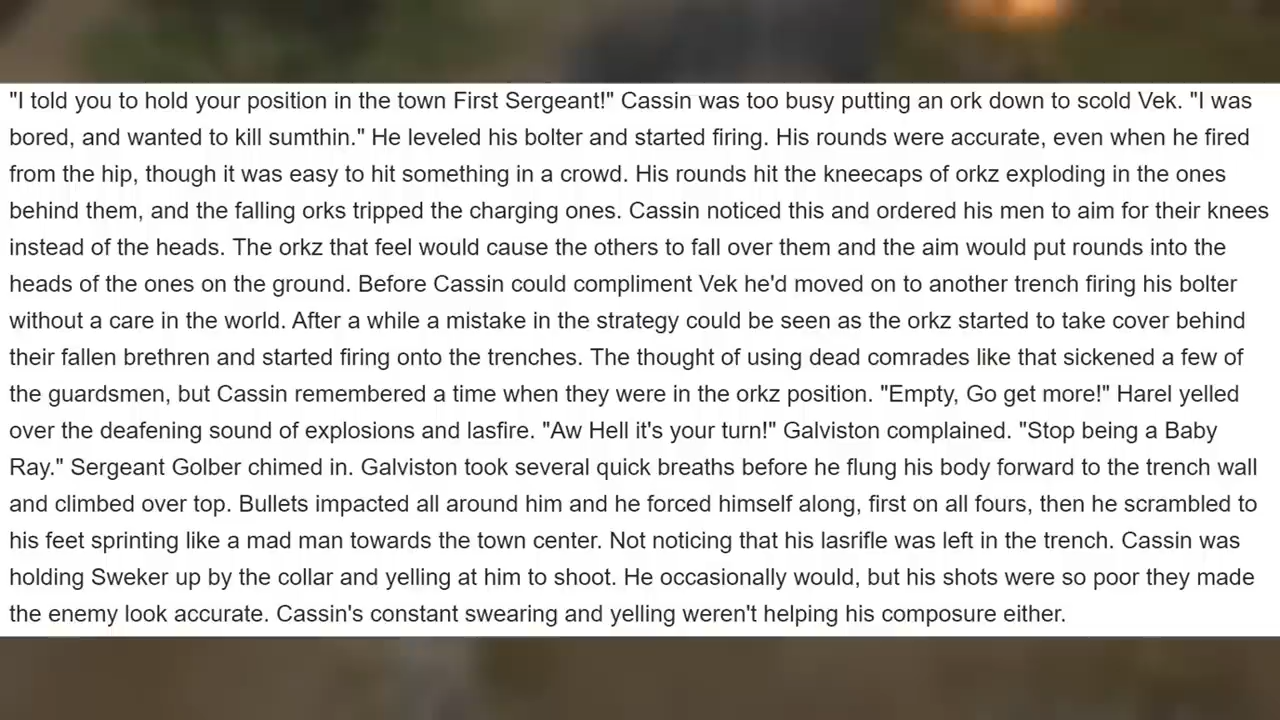 "I told you to hold your position in the town First Sergeant!" Cassin was too busy putting an ork down to scold Vek. "I was
bored, and wanted to kill sumthin." He leveled his bolter and started firing. His rounds were accurate, even when he fired
from the hip, though it was easy to hit something in a crowd. His rounds hit the kneecaps of orkz exploding in the ones
behind them, and the falling orks tripped the charging ones. Cassin noticed this and ordered his men to aim for their knees
instead of the heads. The orkz that feel would cause the others to fall over them and the aim would put rounds into the
heads of the ones on the ground. Before Cassin could compliment Vek he'd moved on to another trench firing his bolter
without a care in the world. After a while a mistake in the strategy could be seen as the orkz started to take cover behind
their fallen brethren and started firing onto the trenches. The thought of using dead comrades like that sickened a few of
the guardsmen, but Cassin remembered a time when they were in the orkz position. "Empty, Go get more!" Harel yelled
over the deafening sound of explosions and lasfire. "Aw Hell it's your turn!" Galviston complained. "Stop being a Baby
Ray." Sergeant Golber chimed in. Galviston took several quick breaths before he flung his body forward to the trench wall
and climbed over top. Bullets impacted all around him and he forced himself along, first on all fours, then he scrambled to
his feet sprinting like a mad man towards the town center. Not noticing that his lasrifle was left in the trench. Cassin was
holding Sweker up by the collar and yelling at him to shoot. He occasionally would, but his shots were so poor they made
the enemy look accurate. Cassin's constant swearing and yelling weren't helping his composure either.